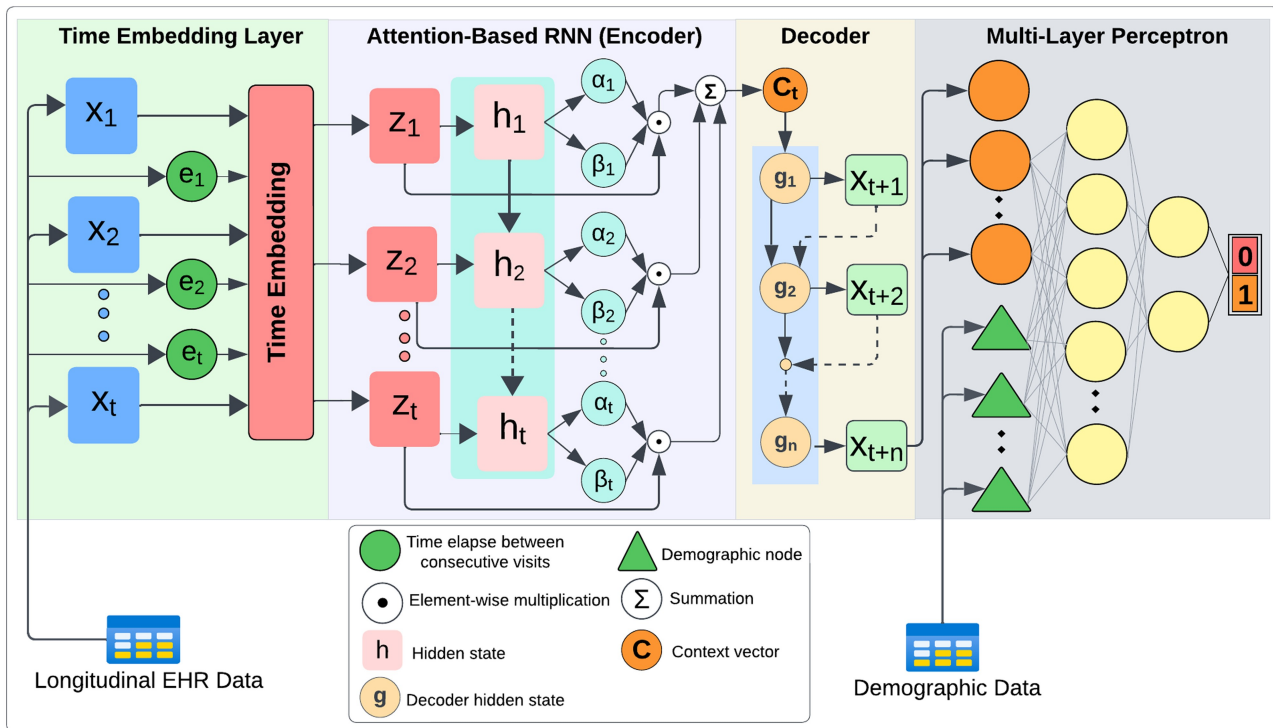 Time Embedding Layer
Attention-Based RNN (Encoder)
Decoder
Multi-Layer Perceptron
x₁
e₁
x₂
e₂
eₜ
xₜ
Time Embedding
z₁
h₁
α₁
β₁
z₂
h₂
α₂
β₂
zₜ
hₜ
αₜ
βₜ
Σ
Cₜ
g₁
xₜ₊₁
g₂
xₜ₊₂
gₙ
xₜ₊ₙ
0
1
Time elapse between
consecutive visits
Demographic node
Element-wise multiplication
Σ
Summation
h
Hidden state
C
Context vector
g
Decoder hidden state
Longitudinal EHR Data
Demographic Data